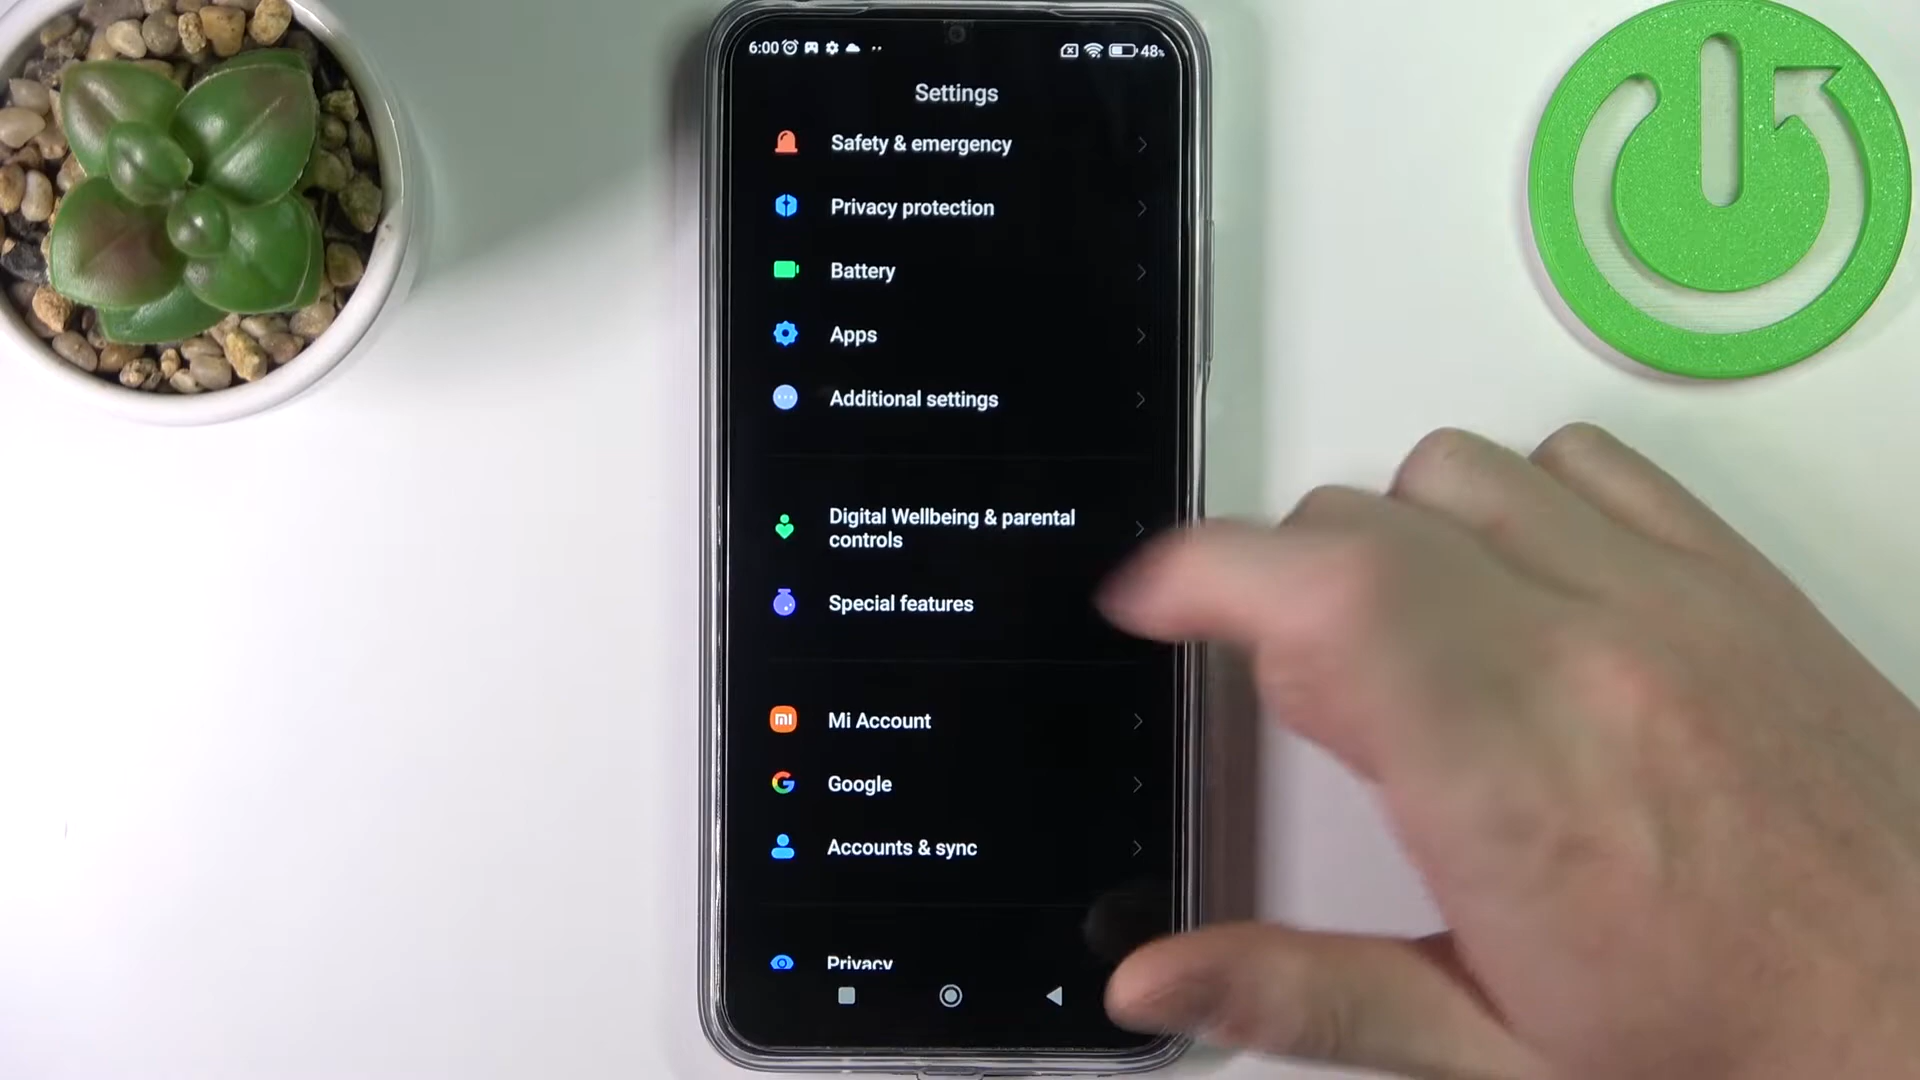 6:00 48%
Settings
Safety & emergency
Privacy protection
Battery
Apps
Additional settings
Digital Wellbeing & parental
controls
Special features
mi Mi Account
G Google
Accounts & sync
Privacy